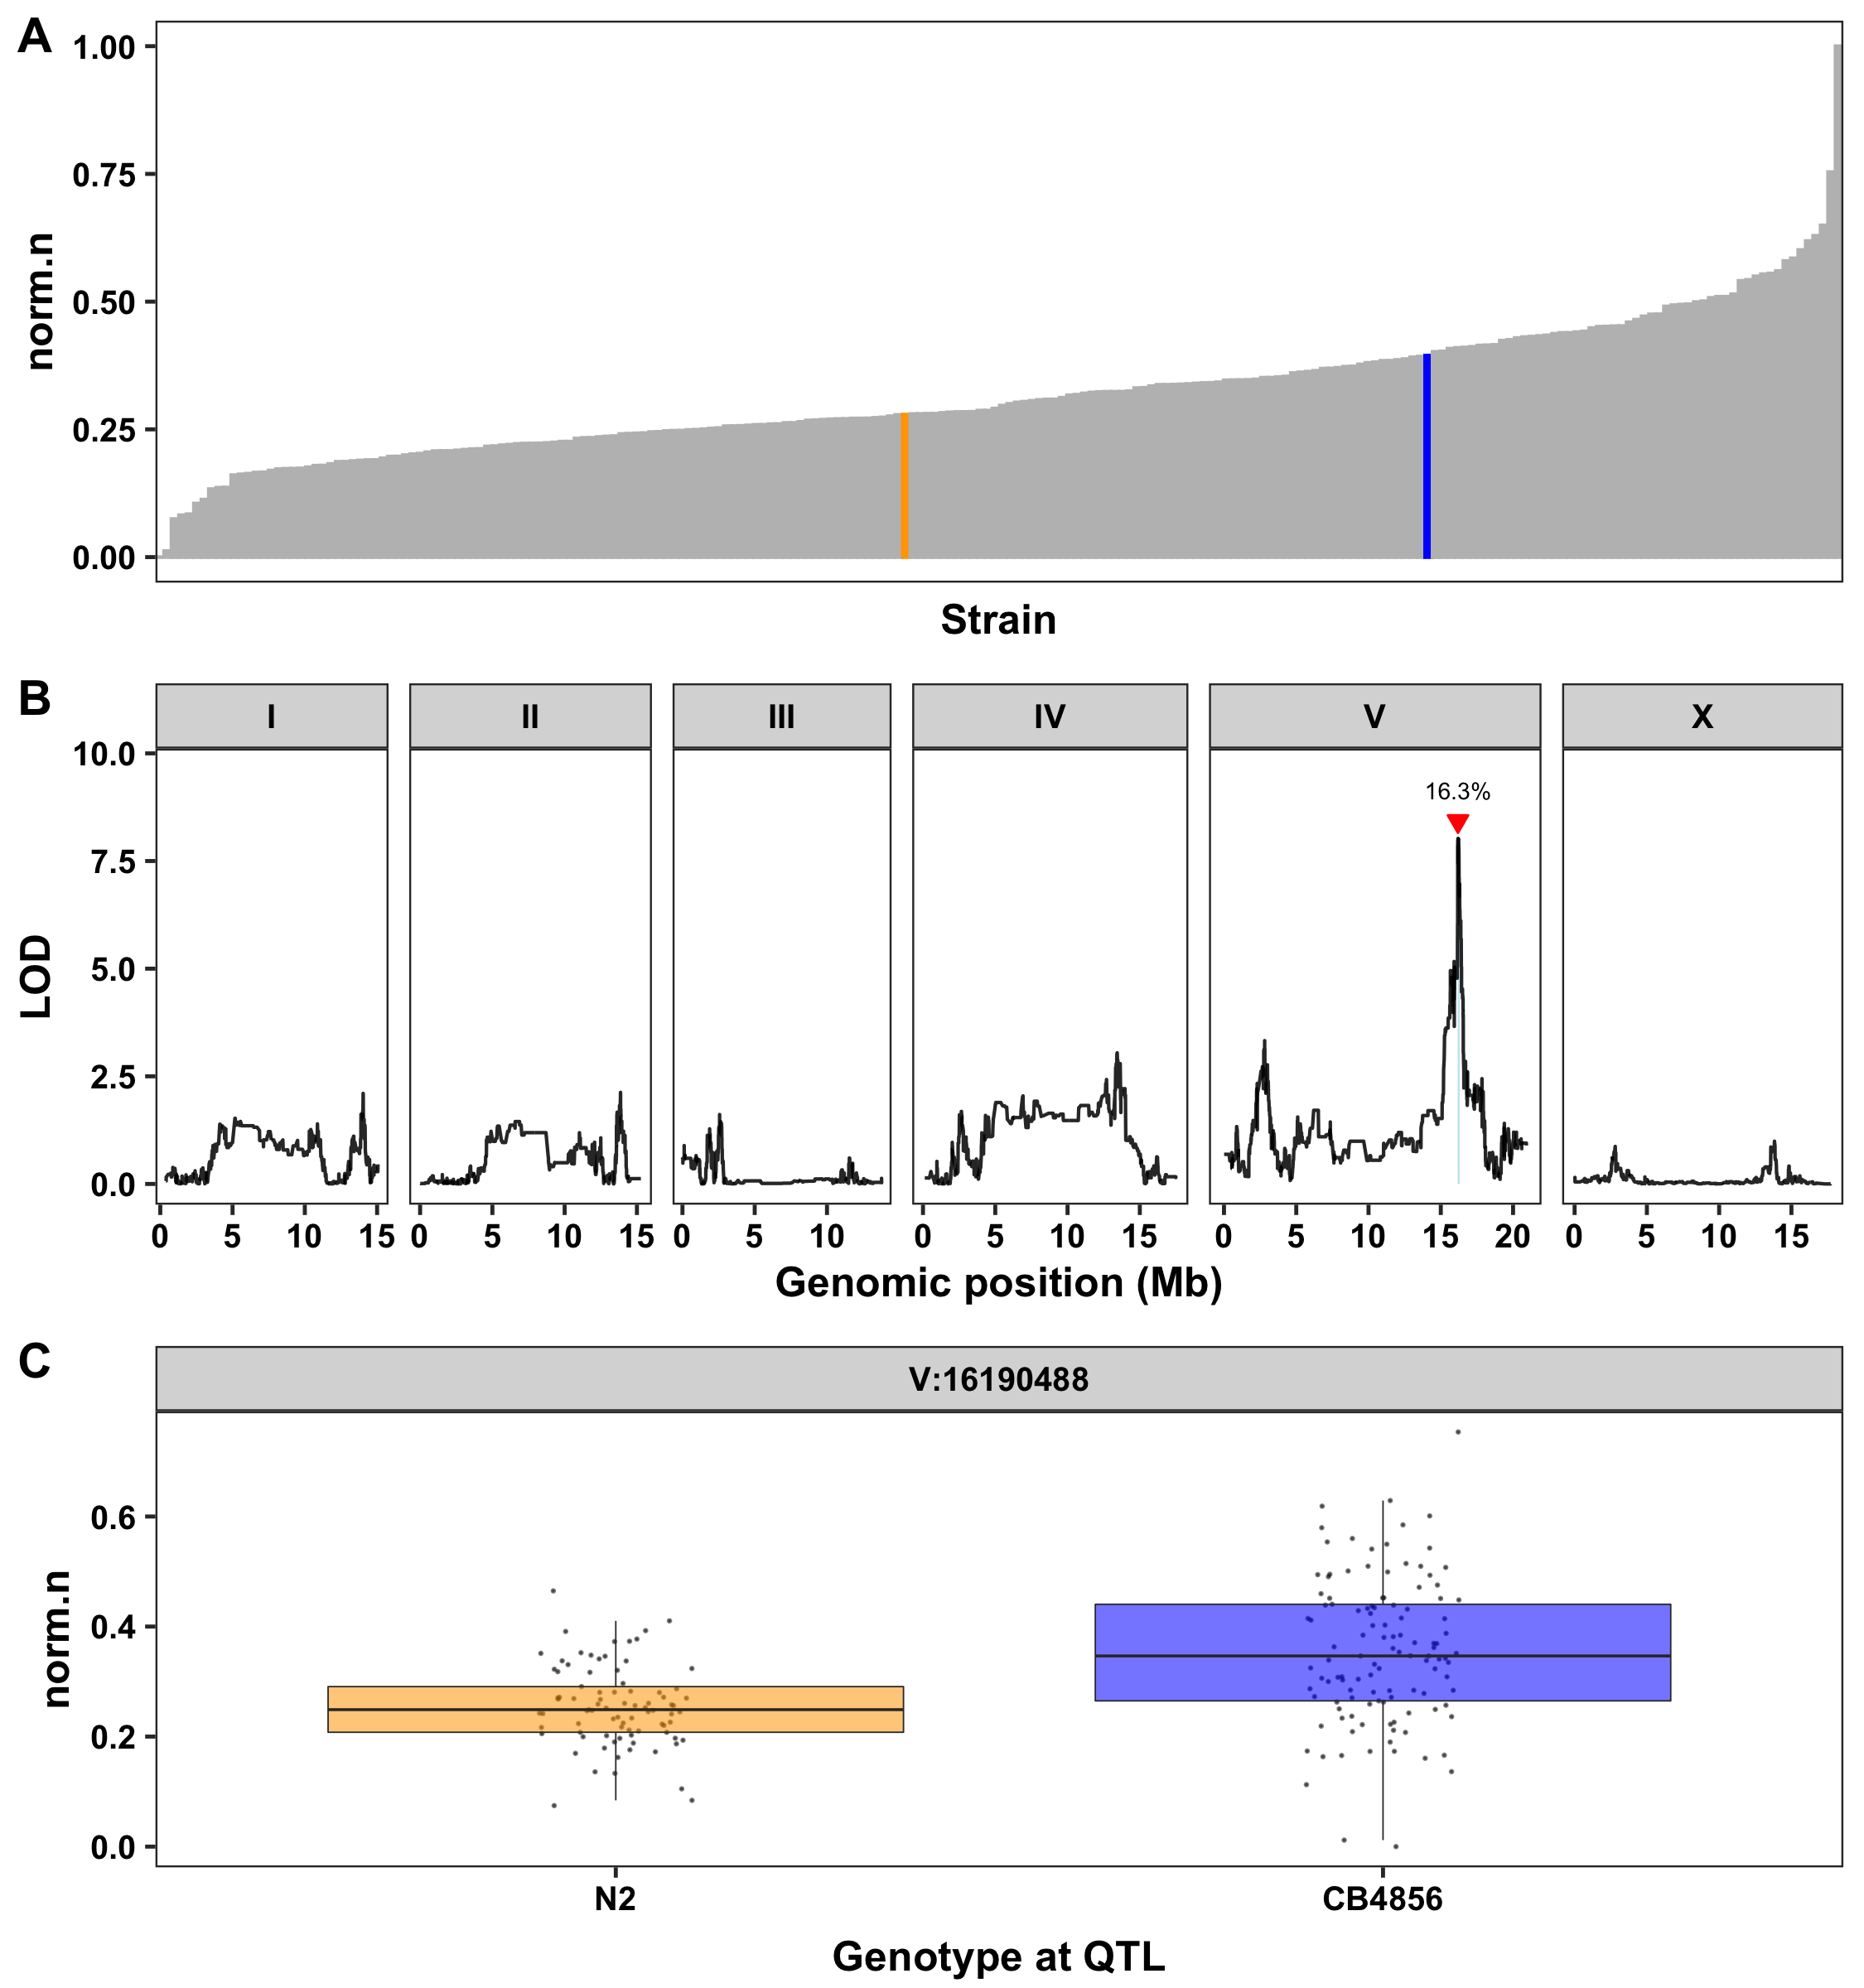 A
1.00
0.75
0.50
0.25
0.00
norm.n
Strain
B
I II III IV V X
10.0
7.5
5.0
2.5
0.0
LOD
16.3%
0 5 10 15 0 5 10 15 0 5 10 0 5 10 15 0 5 10 15 20 0 5 10 15
Genomic position (Mb)
C
V:16190488
0.6
0.4
0.2
0.0
norm.n
N2 CB4856
Genotype at QTL